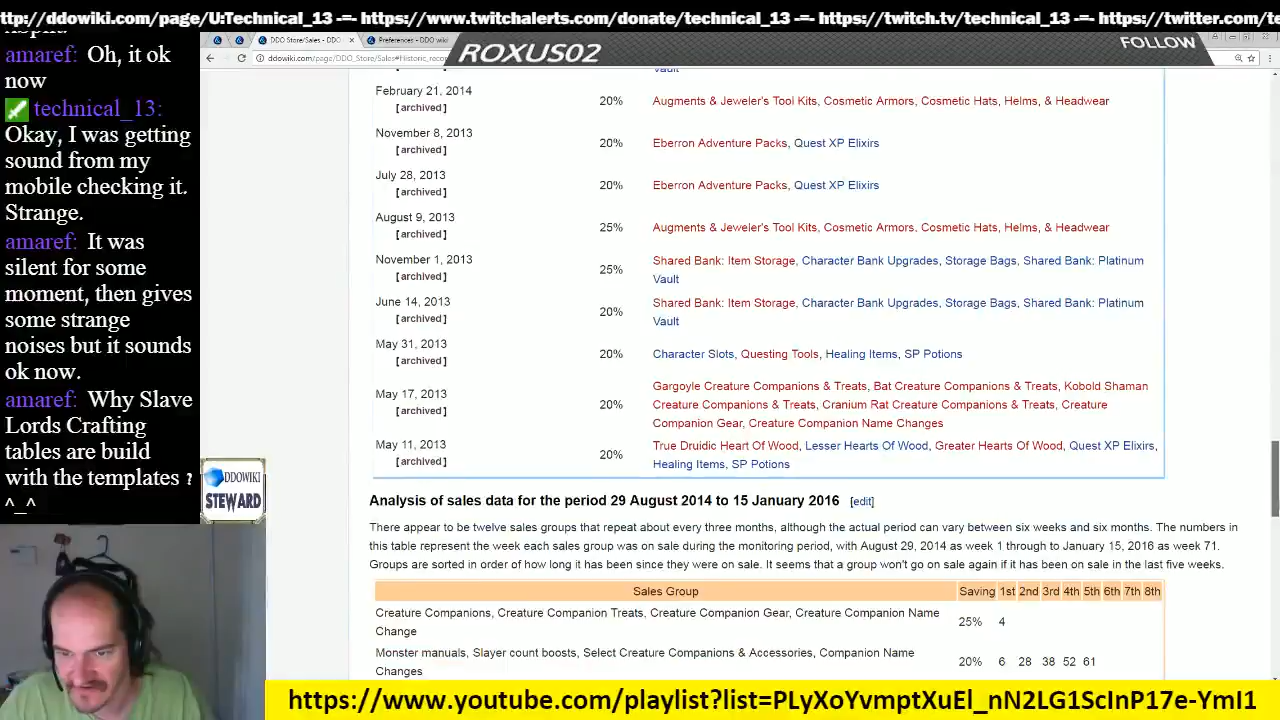 ttp://ddowiki.com/page/U:Technical_13 -=- https://www.twitchalerts.com/donate/technical_13 -=- https://twitch.tv/technical_13 -=- https://twitter.com/te
amaref: Oh, it ok
now
technical_13:
Okay, I was getting
sound from my
mobile checking it.
Strange.
amaref: It was
silent for some
moment, then gives
some strange
noises but it sounds
ok now.
amaref: Why Slave
Lords Crafting
tables are build
with the templates ?
^_^
DDO Store/Sales - DDO
Preferences - DDO wiki
ROXUS02
FOLLOW
ddowiki.com/page/DDO_Store/Sales#Historic_reco
Vault
February 21, 2014
[archived]
20%
Augments & Jeweler's Tool Kits, Cosmetic Armors, Cosmetic Hats, Helms, & Headwear
November 8, 2013
[archived]
20%
Eberron Adventure Packs, Quest XP Elixirs
July 28, 2013
[archived]
20%
Eberron Adventure Packs, Quest XP Elixirs
August 9, 2013
[archived]
25%
Augments & Jeweler's Tool Kits, Cosmetic Armors. Cosmetic Hats, Helms, & Headwear
November 1, 2013
[archived]
25%
Shared Bank: Item Storage, Character Bank Upgrades, Storage Bags, Shared Bank: Platinum
Vault
June 14, 2013
[archived]
20%
Shared Bank: Item Storage, Character Bank Upgrades, Storage Bags, Shared Bank: Platinum
Vault
May 31, 2013
[archived]
20%
Character Slots, Questing Tools, Healing Items, SP Potions
May 17, 2013
[archived]
20%
Gargoyle Creature Companions & Treats, Bat Creature Companions & Treats, Kobold Shaman
Creature Companions & Treats, Cranium Rat Creature Companions & Treats, Creature
Companion Gear, Creature Companion Name Changes
May 11, 2013
[archived]
20%
True Druidic Heart Of Wood, Lesser Hearts Of Wood, Greater Hearts Of Wood, Quest XP Elixirs,
Healing Items, SP Potions
DDOWIKI
STEWARD
Analysis of sales data for the period 29 August 2014 to 15 January 2016 [edit]
There appear to be twelve sales groups that repeat about every three months, although the actual period can vary between six weeks and six months. The numbers in
this table represent the week each sales group was on sale during the monitoring period, with August 29, 2014 as week 1 through to January 15, 2016 as week 71.
Groups are sorted in order of how long it has been since they were on sale. It seems that a group won't go on sale again if it has been on sale in the last five weeks.
Sales Group Saving 1st 2nd 3rd 4th 5th 6th 7th 8th
Creature Companions, Creature Companion Treats, Creature Companion Gear, Creature Companion Name
Change
25% 4
Monster manuals, Slayer count boosts, Select Creature Companions & Accessories, Companion Name
Changes
20% 6 28 38 52 61
https://www.youtube.com/playlist?list=PLyXoYvmptXuEl_nN2LG1ScInP17e-YmI1